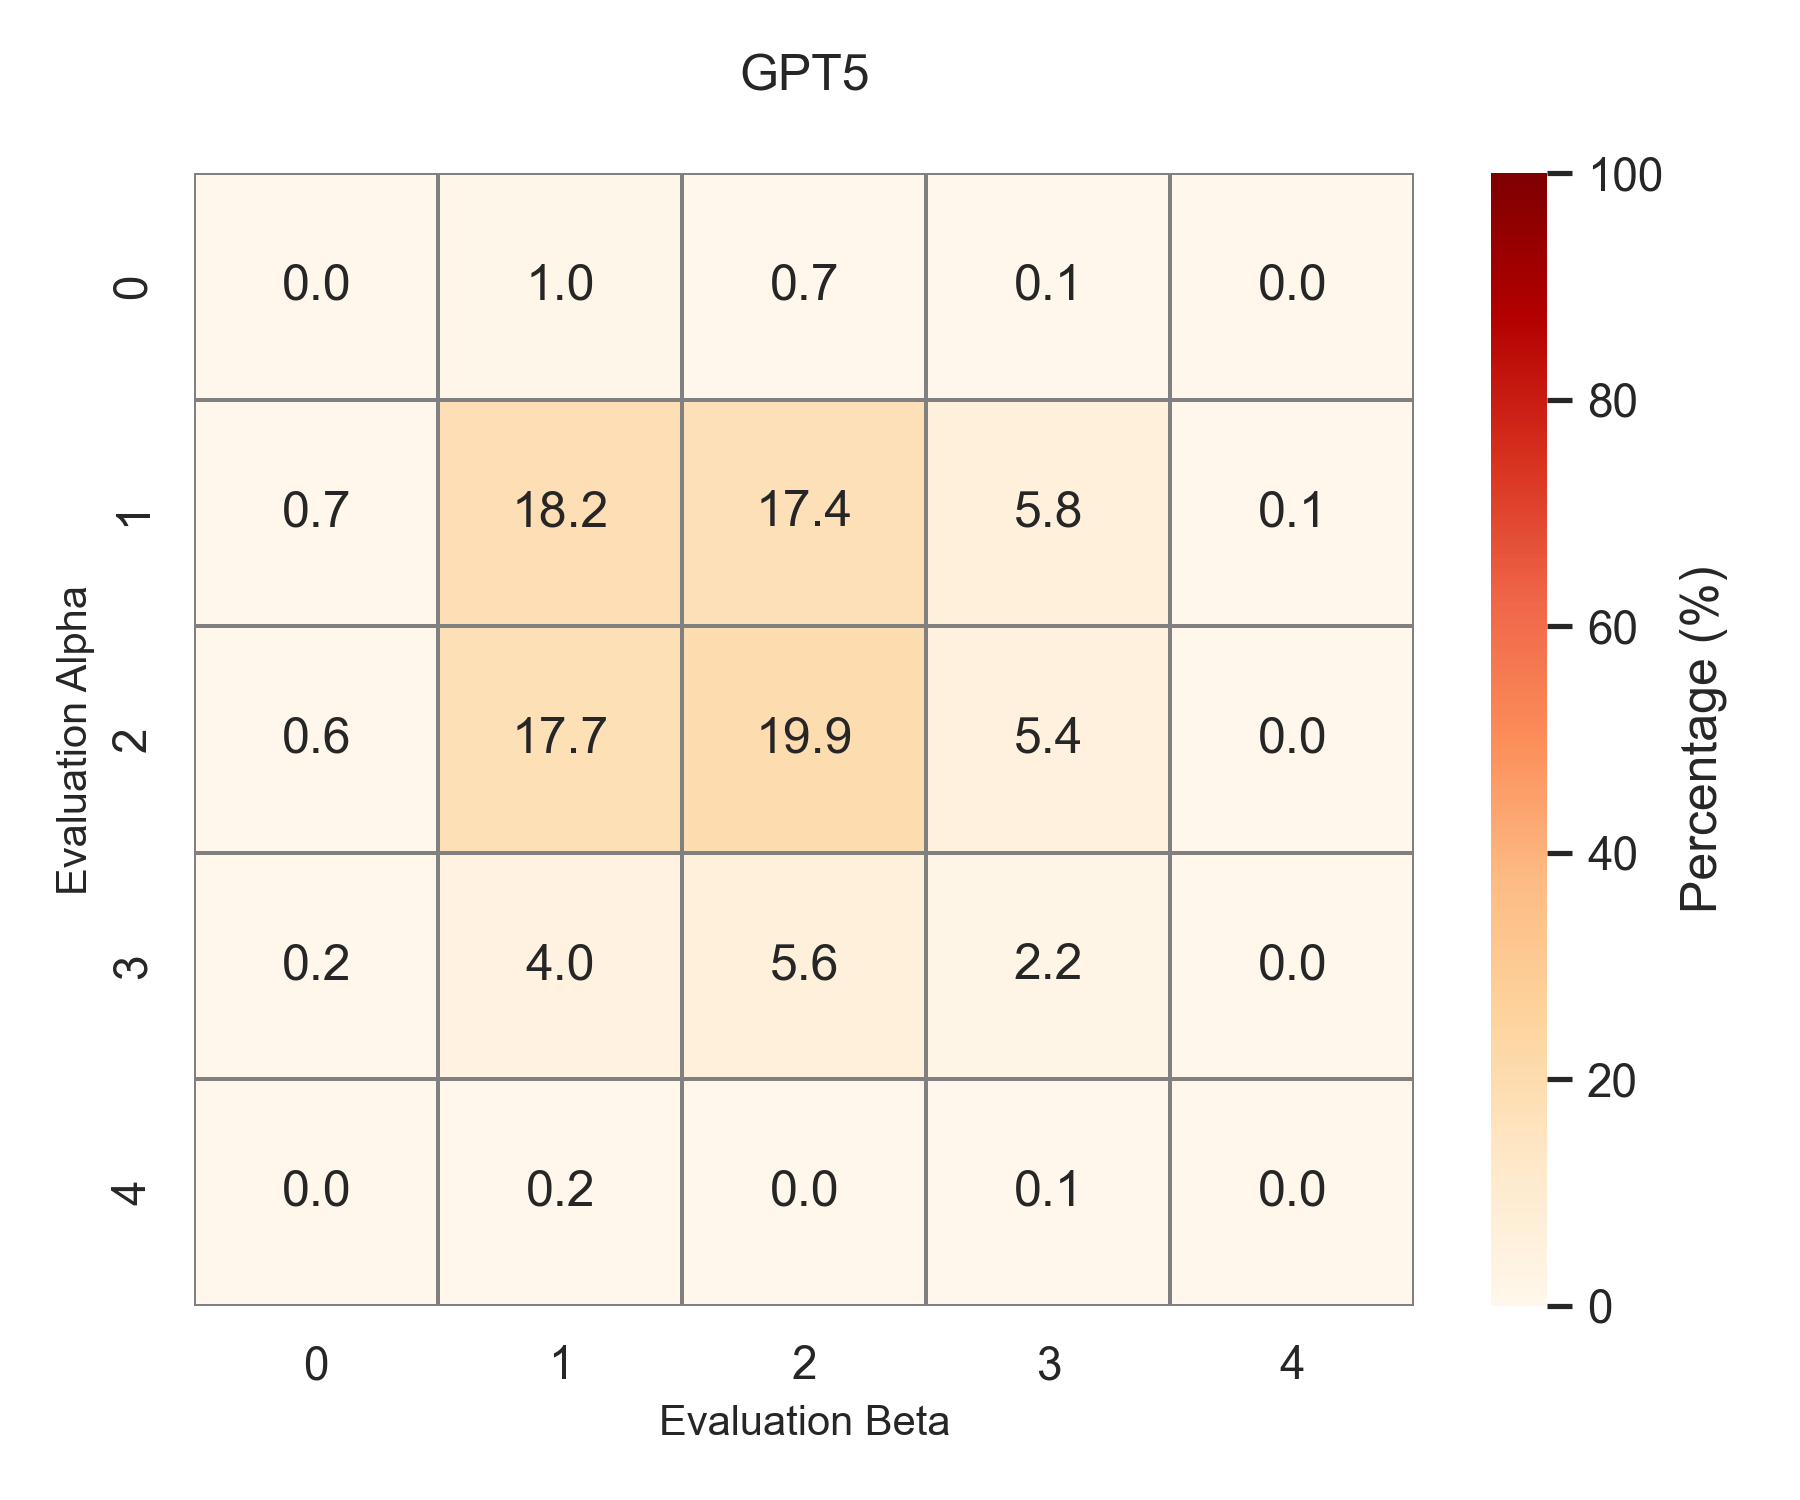 GPT5
0 0.0 1.0 0.7 0.1 0.0
1 0.7 18.2 17.4 5.8 0.1
2 0.6 17.7 19.9 5.4 0.0
3 0.2 4.0 5.6 2.2 0.0
4 0.0 0.2 0.0 0.1 0.0
0 1 2 3 4
Evaluation Alpha
Evaluation Beta
100
80
60
40
20
0
Percentage (%)